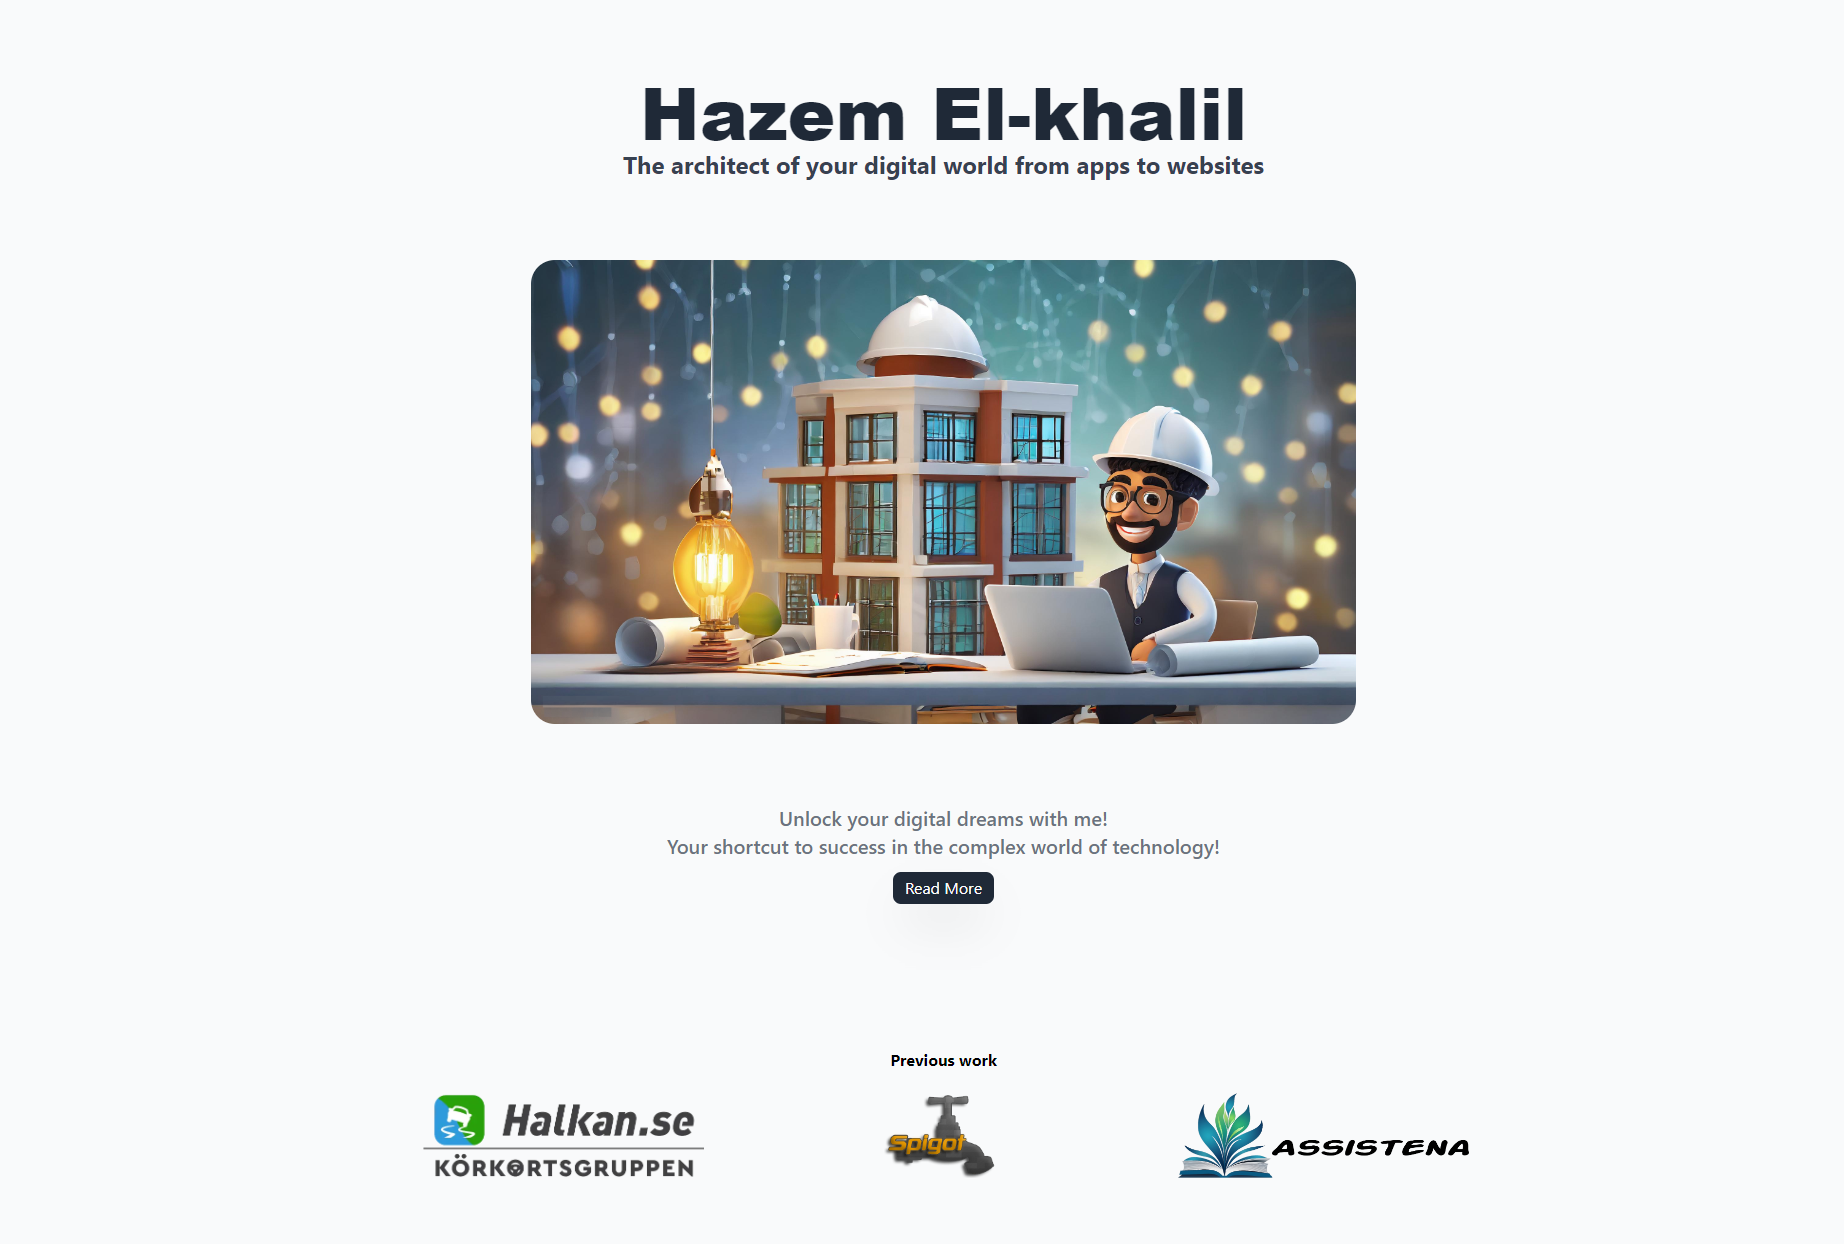 Hazem El-khalil
The architect of your digital world from apps to websites
Unlock your digital dreams with me!
Your shortcut to success in the complex world of technology!
Read More
Previous work
Halkan.se
KÖRKORTSGRUPPEN
Spigot
ASSISTENA